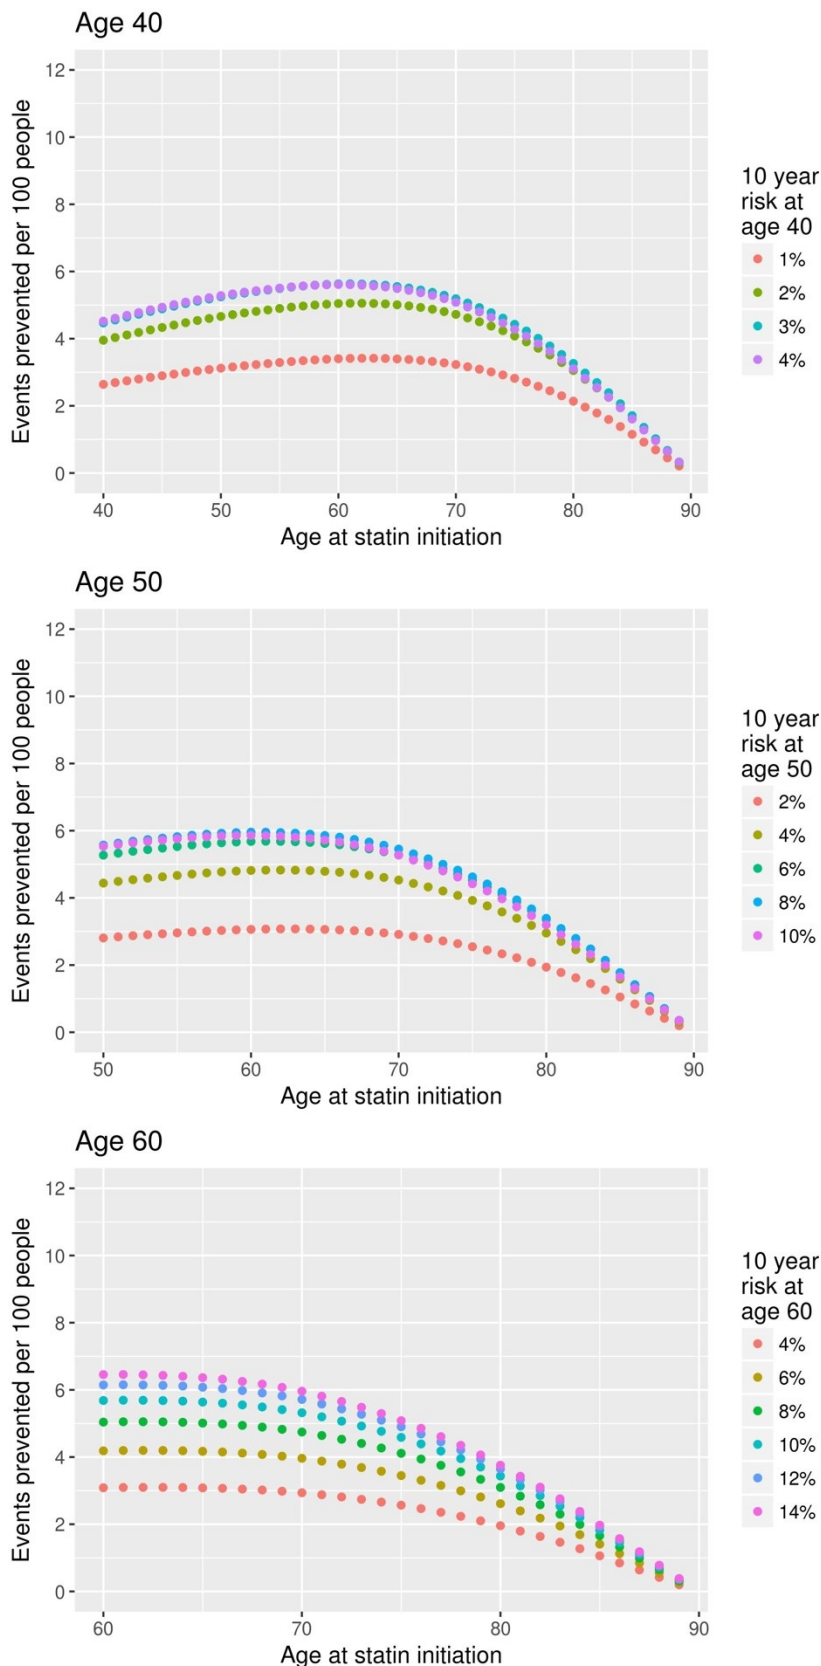 Age 40
Events prevented per 100 people
12
10
8
6
4
2
0
40 50 60 70 80 90
Age at statin initiation
10 year
risk at
age 40
1%
2%
3%
4%
Age 50
Events prevented per 100 people
12
10
8
6
4
2
0
50 60 70 80 90
Age at statin initiation
10 year
risk at
age 50
2%
4%
6%
8%
10%
Age 60
Events prevented per 100 people
12
10
8
6
4
2
0
60 70 80 90
Age at statin initiation
10 year
risk at
age 60
4%
6%
8%
10%
12%
14%